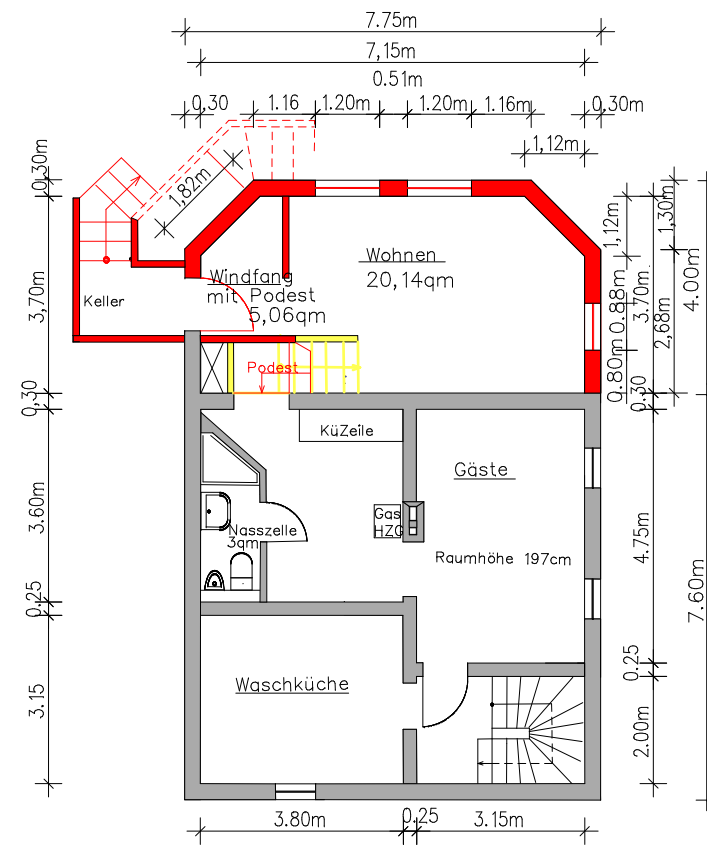 7.75m
7,15m
0.51m
0,30
1.16
1.20m
1.20m
1.16m
0,30m
1,12m
0,30m
1,82m
1,12m
1,30m
Wohnen
20,14qm
Windfang
mit Podest
5,06qm
Keller
3,70m
0.88m
3.70m
2,68m
4.00m
Podest
0.80m
0,30
0.30
KüZeile
Gäste
3.60m
Gas
HZG
Nasszelle
3qm
4.75m
Raumhöhe 197cm
7.60m
0.25
0.25
Waschküche
3.15
2.00m
3.80m
0.25
3.15m